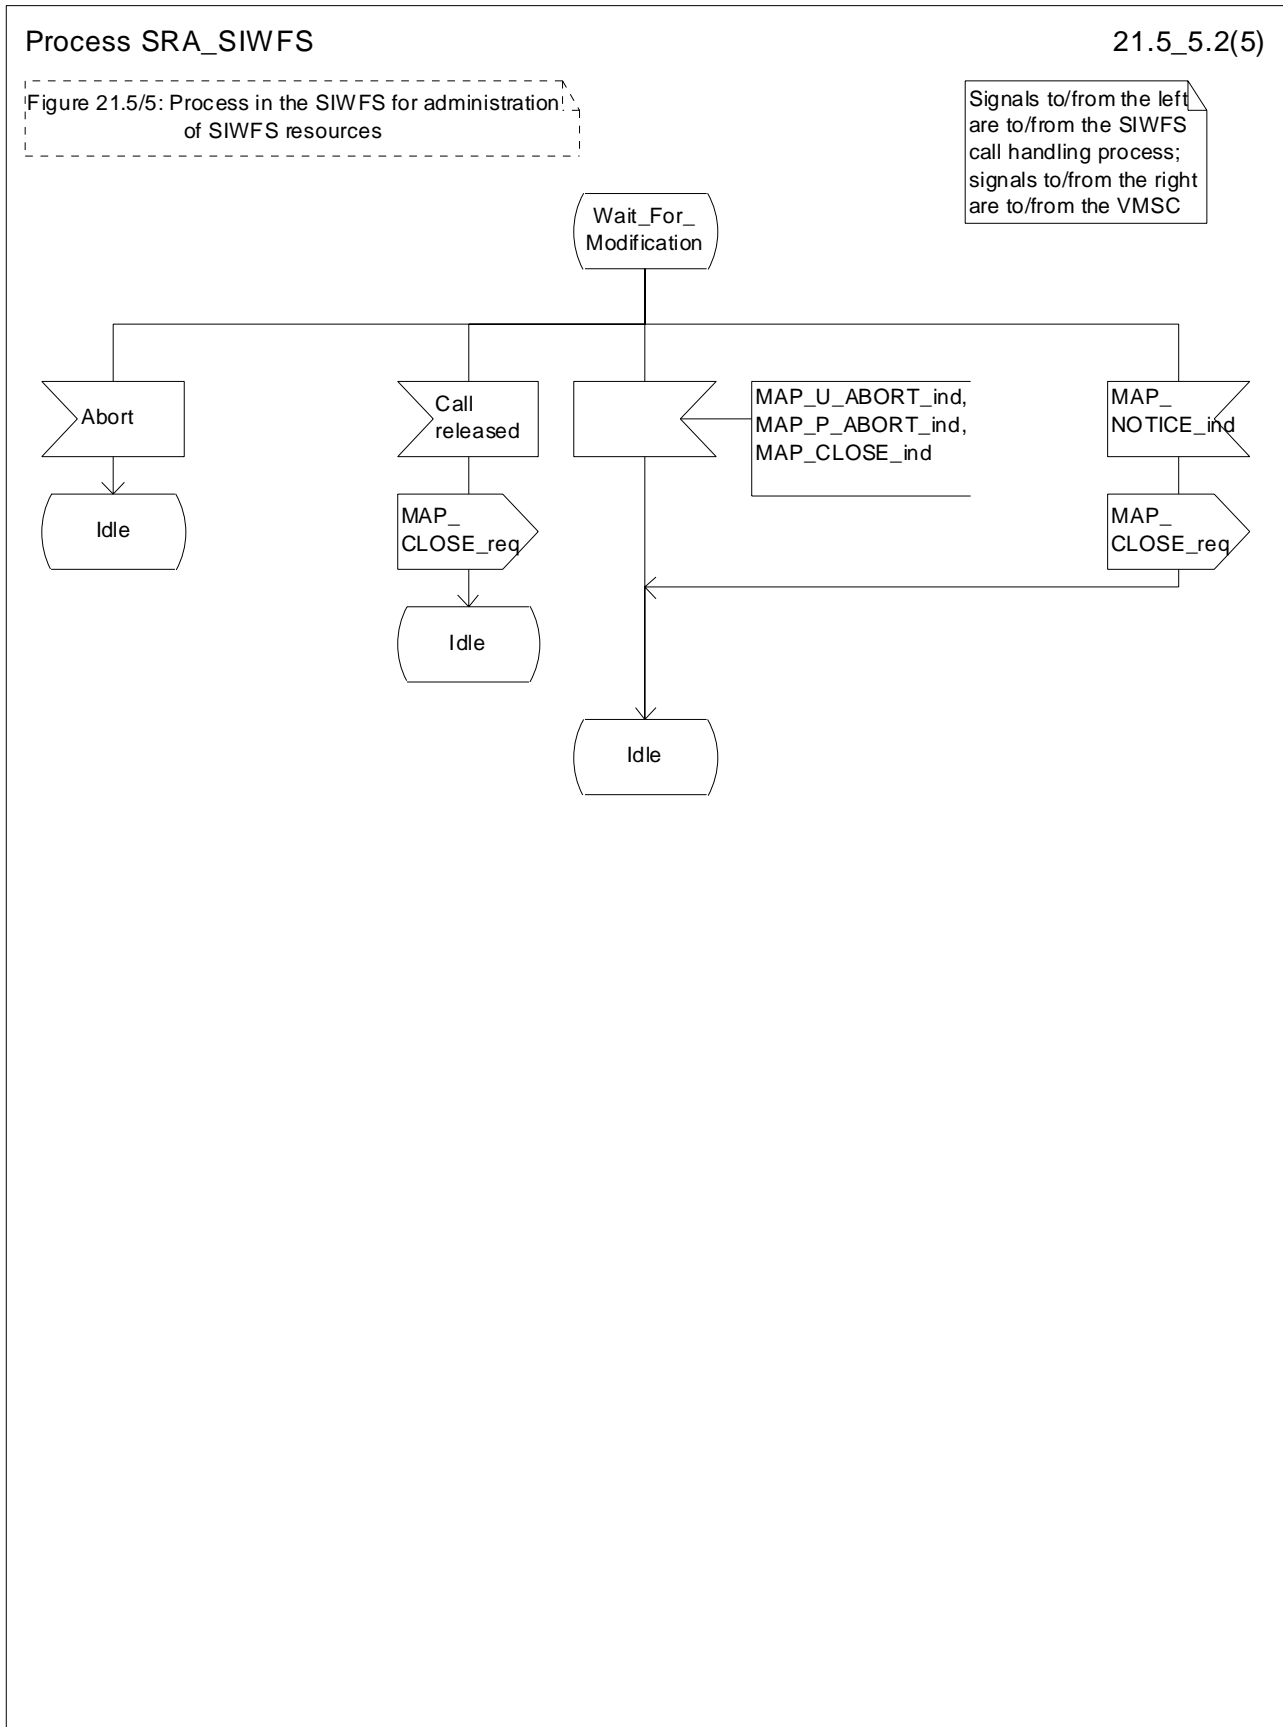 Process SRA_SIWFS
21.5_5.2(5)
Figure 21.5/5: Process in the SIWFS for administration
of SIWFS resources
Signals to/from the left
are to/from the SIWFS
call handling process;
signals to/from the right
are to/from the VMSC
Wait_For_
Modification
Abort
Call
released
MAP_U_ABORT_ind,
MAP_P_ABORT_ind,
MAP_CLOSE_ind
MAP_
NOTICE_ind
Idle
MAP_
CLOSE_req
MAP_
CLOSE_req
Idle
Idle